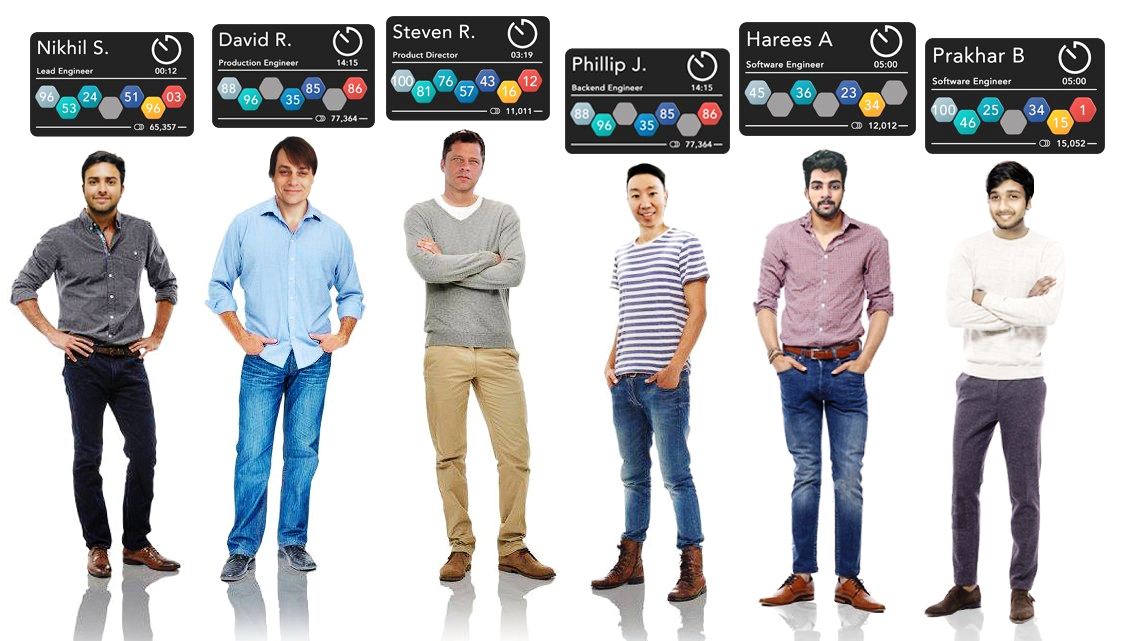 Nikhil S.
Lead Engineer
00:12
96 53 24 51 96 03
65,357
David R.
Production Engineer
14:15
88 96 35 85 86
77,364
Steven R.
Product Director
03:19
100 81 76 57 43 16 12
11,011
Phillip J.
Backend Engineer
14:15
88 96 35 85 86
77,364
Harees A
Software Engineer
05:00
45 36 23 34
12,012
Prakhar B
Software Engineer
05:00
100 46 25 34 15 1
15,052